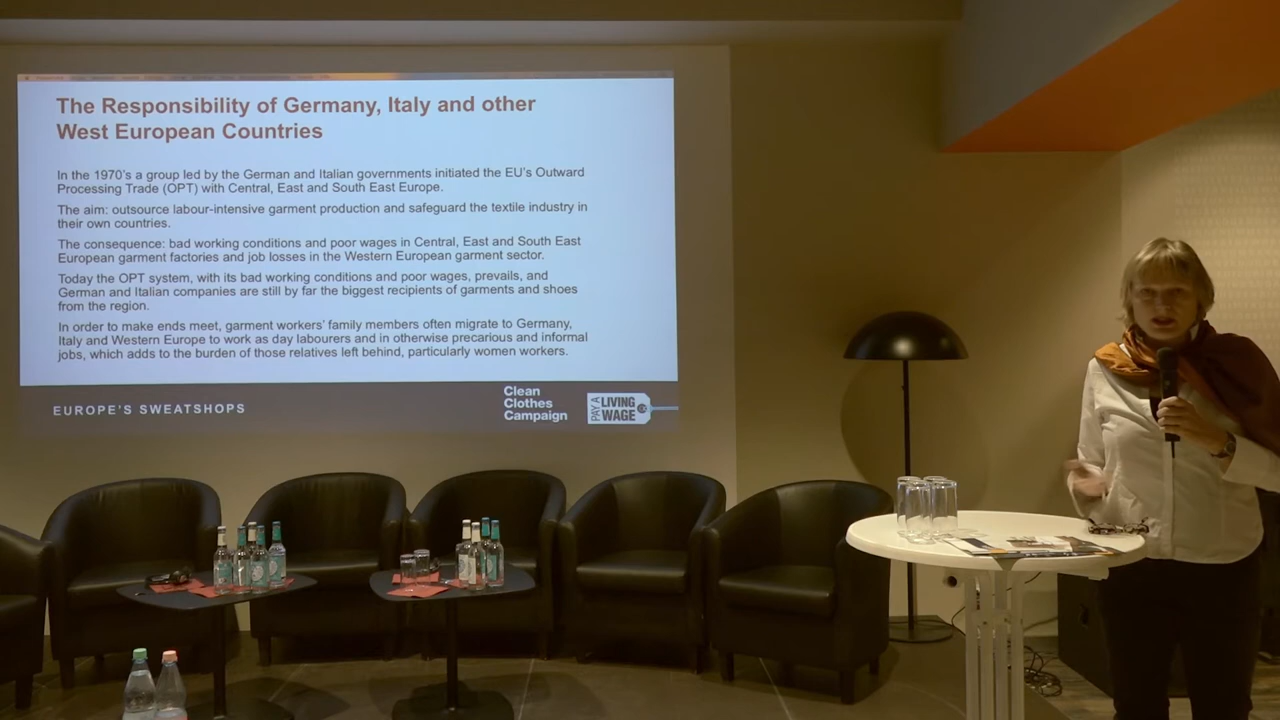 The Responsibility of Germany, Italy and other
West European Countries
In the 1970's a group led by the German and Italian governments initiated the EU's Outward
Processing Trade (OPT) with Central, East and South East Europe.
The aim: outsource labour-intensive garment production and safeguard the textile industry in
their own countries.
The consequence: bad working conditions and poor wages in Central, East and South East
European garment factories and job losses in the Western European garment sector.
Today the OPT system, with its bad working conditions and poor wages, prevails, and
German and Italian companies are still by far the biggest recipients of garments and shoes
from the region.
In order to make ends meet, garment workers' family members often migrate to Germany,
Italy and Western Europe to work as day labourers and in otherwise precarious and informal
jobs, which adds to the burden of those relatives left behind, particularly women workers.
EUROPE'S SWEATSHOPS
Clean
Clothes
Campaign
PAY A
LIVING
WAGE